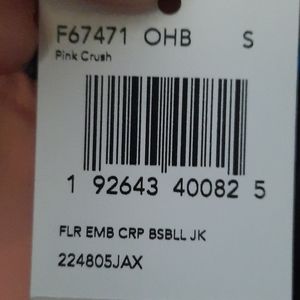 F67471 OHB S
Pink Crush
1 92643 40082 5
FLR EMB CRP BSBLL JK
224805JAX